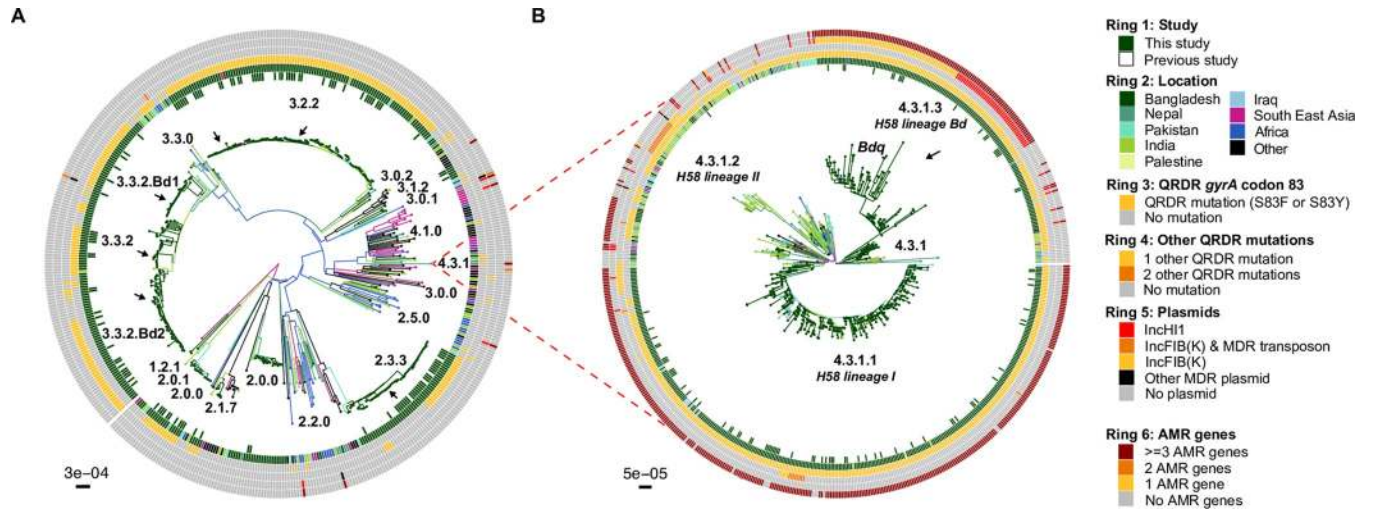 A
3.2.2
3.3.0
3.3.2.Bd1
3.0.2
3.1.2
3.0.1
3.3.2
4.1.0
4.3.1
3.0.0
2.5.0
3.3.2.Bd2
1.2.1
2.0.1
2.0.0
2.1.7
2.0.0
2.3.3
2.2.0
3e−04
B
4.3.1.3
H58 lineage Bd
Bdq
4.3.1.2
H58 lineage II
4.3.1
4.3.1.1
H58 lineage I
5e−05
Ring 1: Study
This study
Previous study
Ring 2: Location
Bangladesh
Nepal
Pakistan
India
Palestine
Iraq
South East Asia
Africa
Other
Ring 3: QRDR gyrA codon 83
QRDR mutation (S83F or S83Y)
No mutation
Ring 4: Other QRDR mutations
1 other QRDR mutation
2 other QRDR mutations
No mutation
Ring 5: Plasmids
IncHI1
IncFIB(K) & MDR transposon
IncFIB(K)
Other MDR plasmid
No plasmid
Ring 6: AMR genes
>=3 AMR genes
2 AMR genes
1 AMR gene
No AMR genes